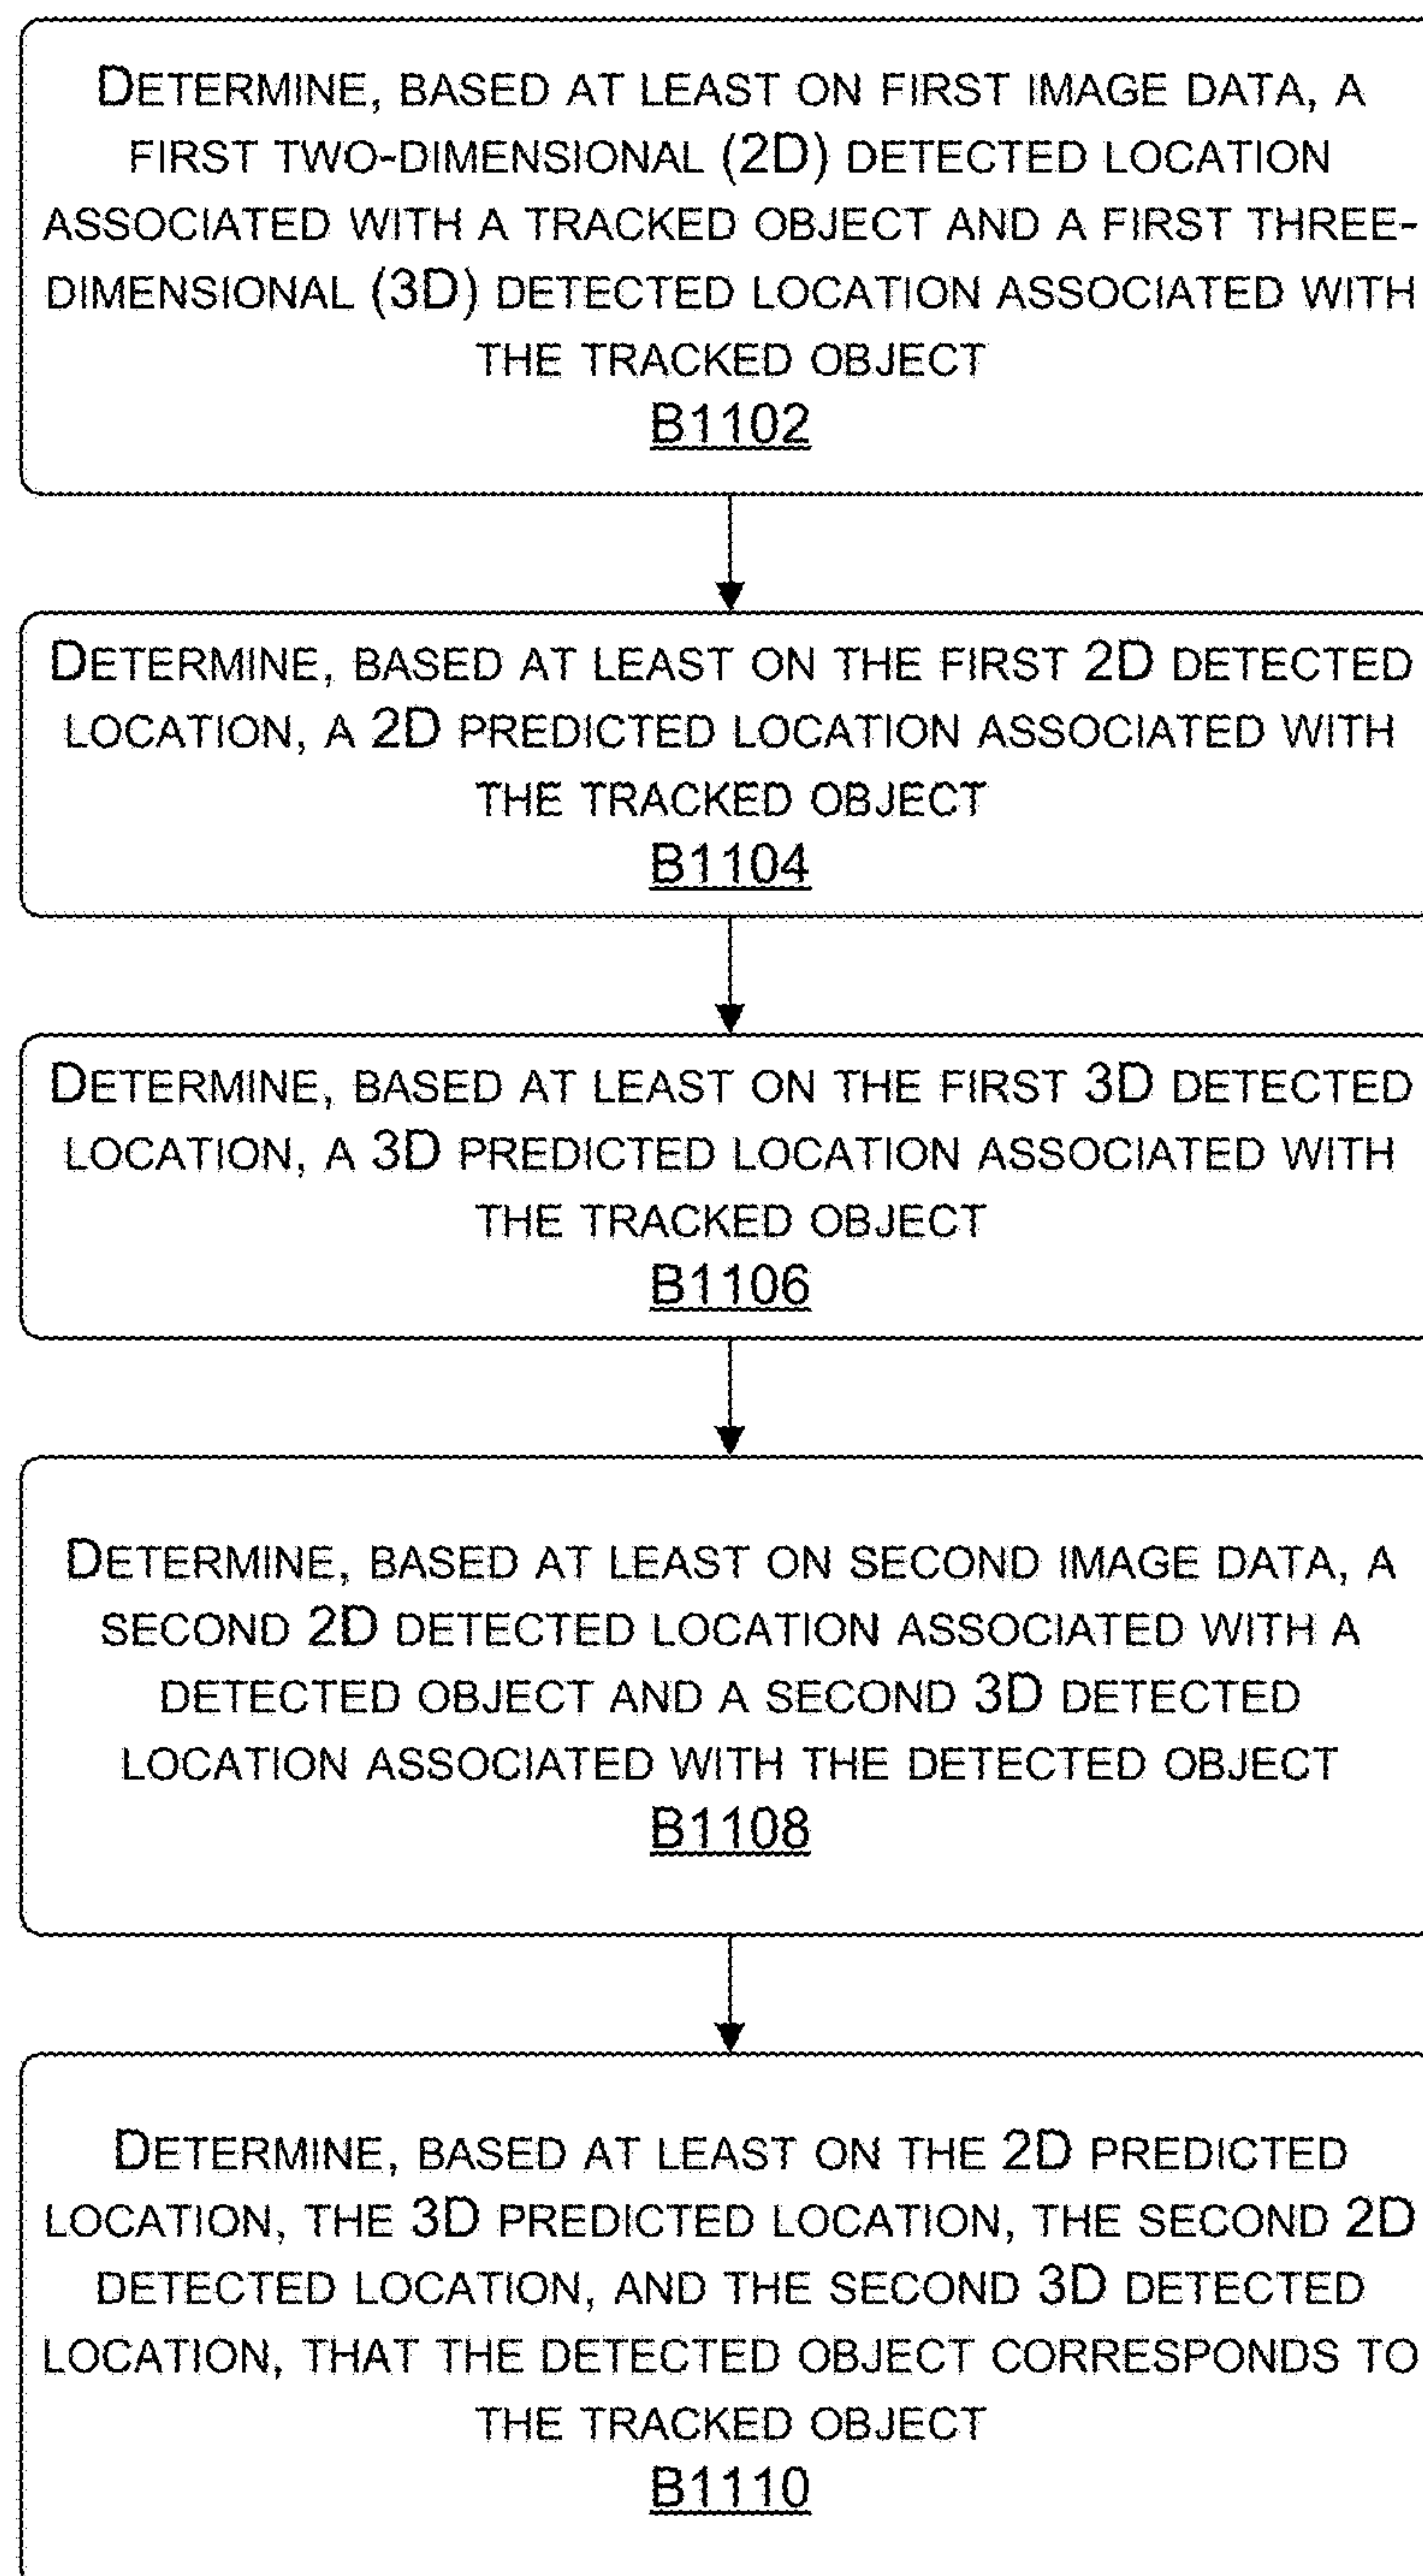 DETERMINE, BASED AT LEAST ON FIRST IMAGE DATA, A
FIRST TWO-DIMENSIONAL (2D) DETECTED LOCATION
ASSOCIATED WITH A TRACKED OBJECT AND A FIRST THREE-
DIMENSIONAL (3D) DETECTED LOCATION ASSOCIATED WITH
THE TRACKED OBJECT
B1102
DETERMINE, BASED AT LEAST ON THE FIRST 2D DETECTED
LOCATION, A 2D PREDICTED LOCATION ASSOCIATED WITH
THE TRACKED OBJECT
B1104
DETERMINE, BASED AT LEAST ON THE FIRST 3D DETECTED
LOCATION, A 3D PREDICTED LOCATION ASSOCIATED WITH
THE TRACKED OBJECT
B1106
DETERMINE, BASED AT LEAST ON SECOND IMAGE DATA, A
SECOND 2D DETECTED LOCATION ASSOCIATED WITH A
DETECTED OBJECT AND A SECOND 3D DETECTED
LOCATION ASSOCIATED WITH THE DETECTED OBJECT
B1108
DETERMINE, BASED AT LEAST ON THE 2D PREDICTED
LOCATION, THE 3D PREDICTED LOCATION, THE SECOND 2D
DETECTED LOCATION, AND THE SECOND 3D DETECTED
LOCATION, THAT THE DETECTED OBJECT CORRESPONDS TO
THE TRACKED OBJECT
B1110